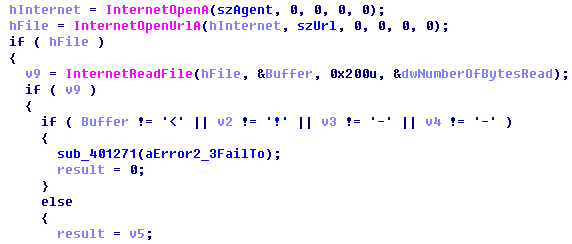 hInternet = InternetOpenA(szAgent, 0, 0, 0, 0);
hFile = InternetOpenUrlA(hInternet, szUrl, 0, 0, 0, 0);
if ( hFile )
{
v9 = InternetReadFile(hFile, &Buffer, 0x200u, &dwNumberOfBytesRead);
if ( v9 )
{
if ( Buffer != '<' || v2 != '!' || v3 != '-' || v4 != '-' )
{
sub_401271(aError2_3FailTo);
result = 0;
}
else
{
result = v5;